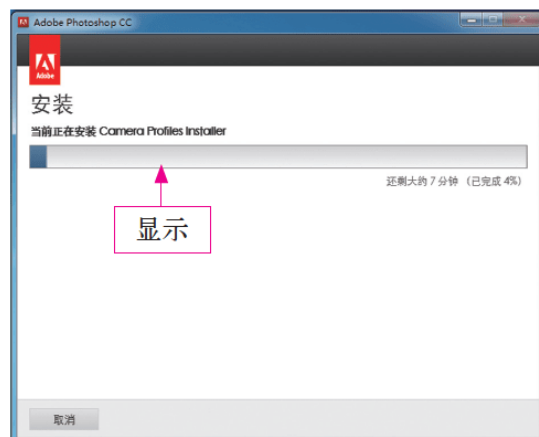 Adobe Photoshop CC
Adobe
安装
当前正在安装 Camera Profiles Installer
还剩大约 7 分钟 （已完成 4%）
显示
取消